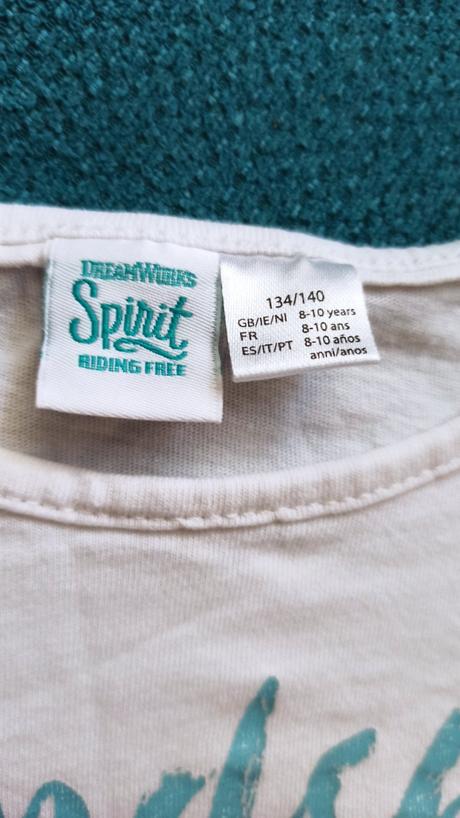 DREAMWORKS
Spirit
RIDING FREE
134/140
GB/IE/NI 8-10 years
FR 8-10 ans
ES/IT/PT 8-10 años
anni/anos